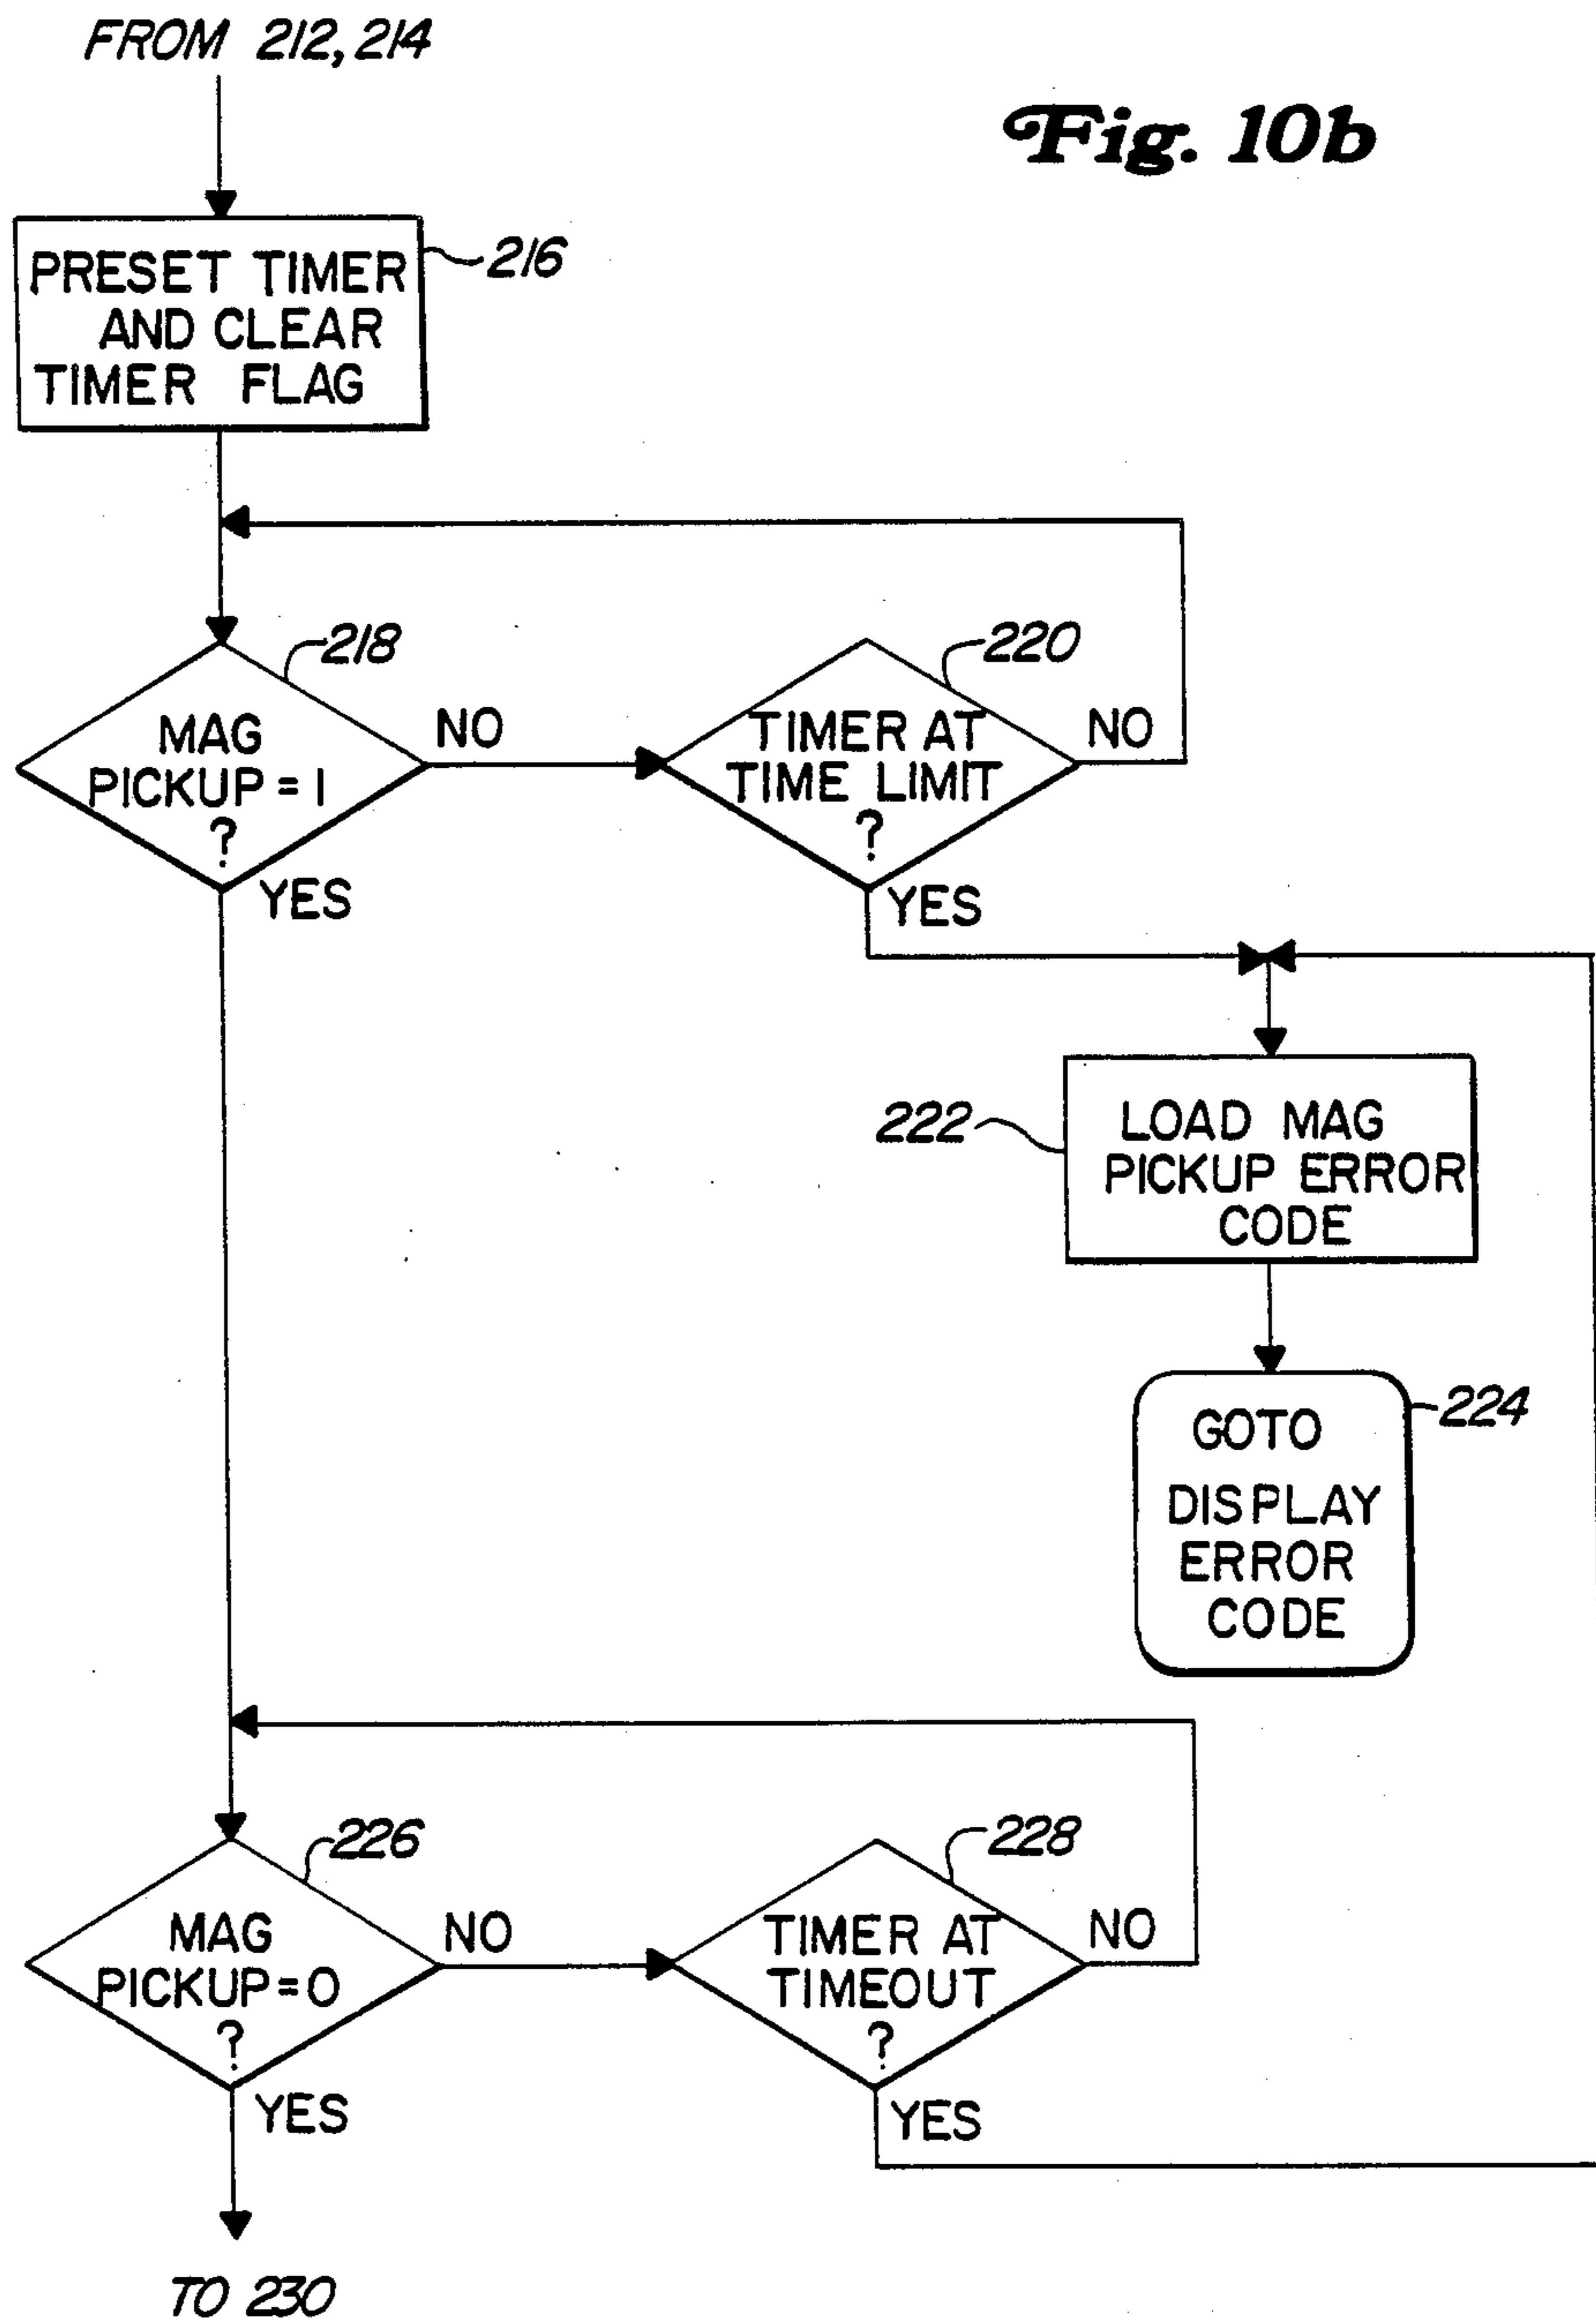 FROM 212, 214
Fig. 10b
PRESET TIMER
AND CLEAR
TIMER FLAG
216
218
MAG
PICKUP = 1
?
NO
YES
220
TIMER AT
TIME LIMIT
?
NO
YES
222
LOAD MAG
PICKUP ERROR
CODE
GOTO
DISPLAY
ERROR
CODE
224
226
MAG
PICKUP = 0
?
NO
YES
228
TIMER AT
TIMEOUT
?
NO
YES
TO 230